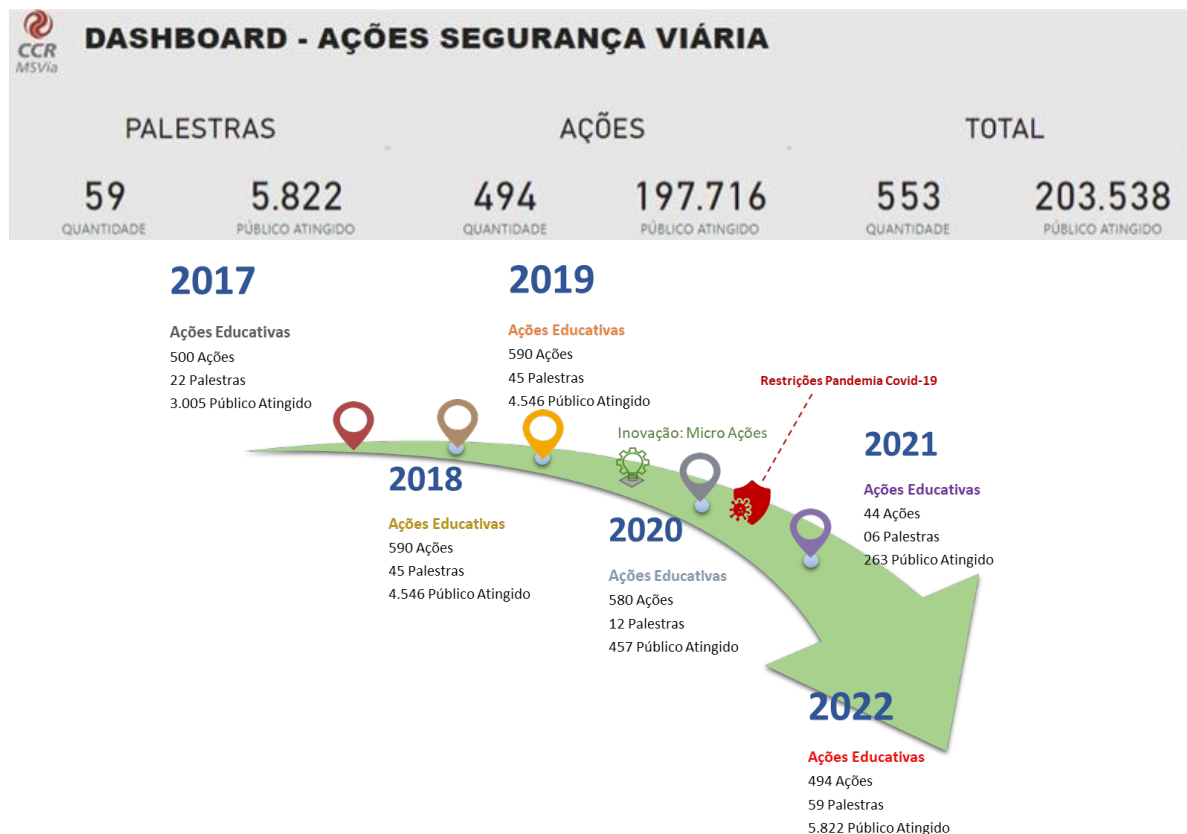 CCR
MSVia
DASHBOARD - AÇÕES SEGURANÇA VIÁRIA
PALESTRAS
59
QUANTIDADE
5.822
PÚBLICO ATINGIDO
AÇÕES
494
QUANTIDADE
197.716
PÚBLICO ATINGIDO
TOTAL
553
QUANTIDADE
203.538
PÚBLICO ATINGIDO
2017
Ações Educativas
500 Ações
22 Palestras
3.005 Público Atingido
2018
Ações Educativas
590 Ações
45 Palestras
4.546 Público Atingido
2019
Ações Educativas
590 Ações
45 Palestras
4.546 Público Atingido
Inovação: Micro Ações
2020
Ações Educativas
580 Ações
12 Palestras
457 Público Atingido
Restrições Pandemia Covid-19
2021
Ações Educativas
44 Ações
06 Palestras
263 Público Atingido
2022
Ações Educativas
494 Ações
59 Palestras
5.822 Público Atingido